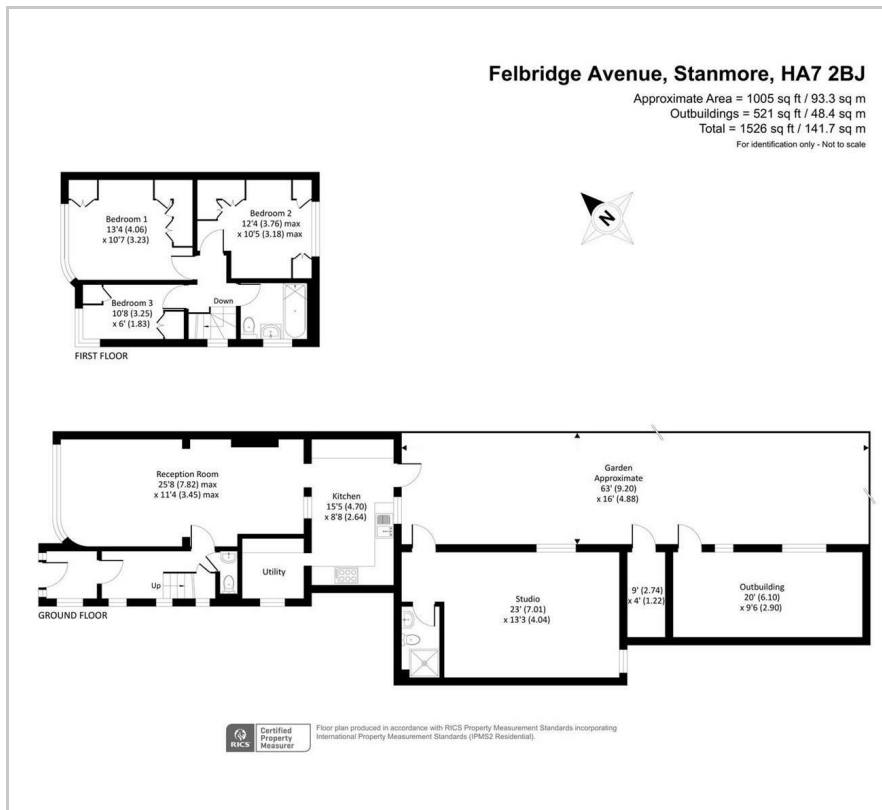 Felbridge Avenue, Stanmore, HA7 2BJ
Approximate Area = 1005 sq ft / 93.3 sq m
Outbuildings = 521 sq ft / 48.4 sq m
Total = 1526 sq ft / 141.7 sq m
For identification only - Not to scale
N
Bedroom 1
13'4 (4.06)
x 10'7 (3.23)
Bedroom 2
12'4 (3.76) max
x 10'5 (3.18) max
Bedroom 3
10'8 (3.25)
x 6' (1.83)
Down
FIRST FLOOR
Reception Room
25'8 (7.82) max
x 11'4 (3.45) max
Kitchen
15'5 (4.70)
x 8'8 (2.64)
Garden
Approximate
63' (9.20)
x 16' (4.88)
Utility
Up
GROUND FLOOR
Studio
23' (7.01)
x 13'3 (4.04)
9' (2.74)
x 4' (1.22)
Outbuilding
20' (6.10)
x 9'6 (2.90)
RICS
Certified
Property
Measurer
Floor plan produced in accordance with RICS Property Measurement Standards incorporating
International Property Measurement Standards (IPMS2 Residential).